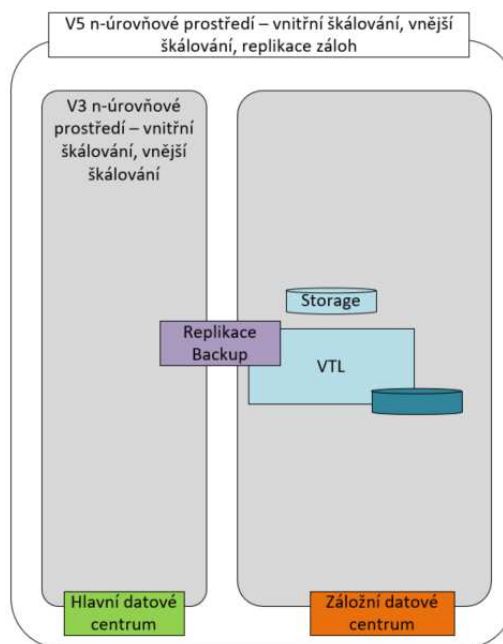 V5 n-úrovňové prostředí – vnitřní škálování, vnější
škálování, replikace záloh
V3 n-úrovňové
prostředí – vnitřní
škálování, vnější
škálování
Storage
Replikace
Backup
VTL
Hlavní datové
centrum
Záložní datové
centrum